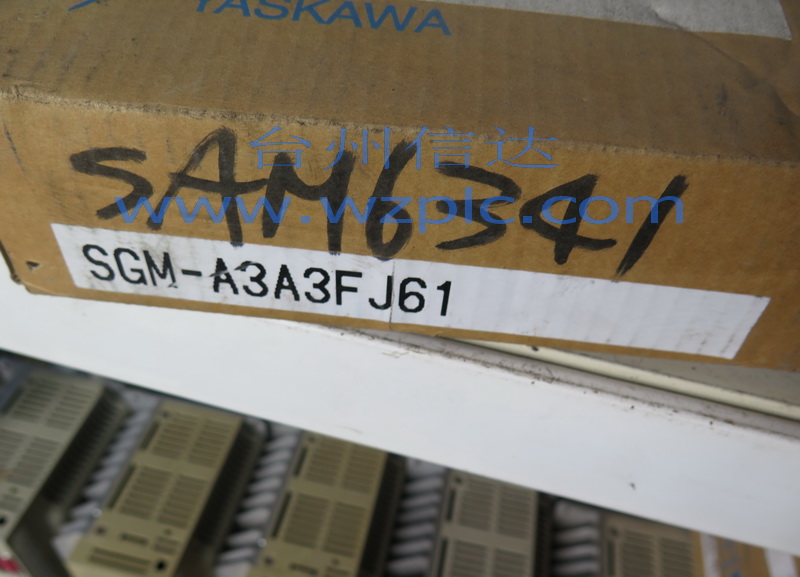 YASKAWA
台州信达
SAM6341
www.wzplc.com
SGM-A3A3FJ61